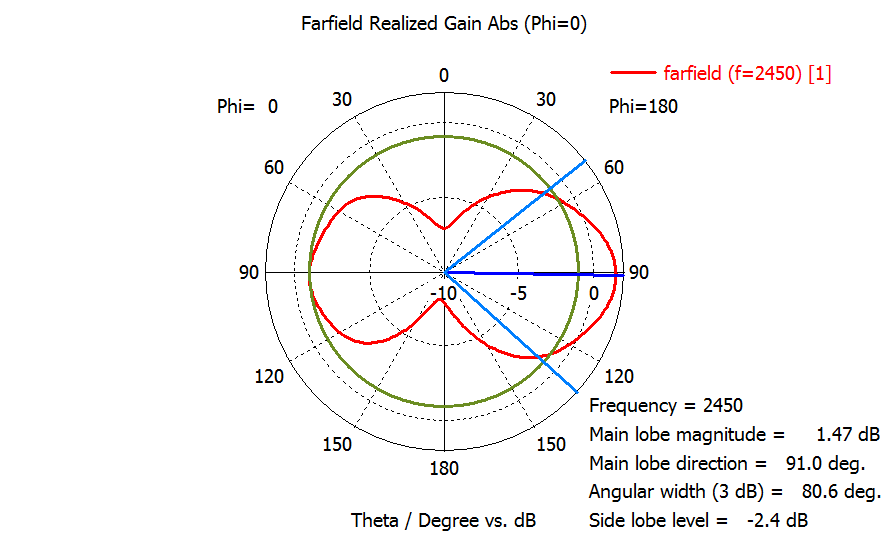 Farfield Realized Gain Abs (Phi=0)
farfield (f=2450) [1]
0
Phi= 0
30
30
Phi=180
60
60
90
-10
-5
0
90
120
120
150
150
180
Frequency = 2450
Main lobe magnitude = 1.47 dB
Main lobe direction = 91.0 deg.
Angular width (3 dB) = 80.6 deg.
Theta / Degree vs. dB
Side lobe level = -2.4 dB